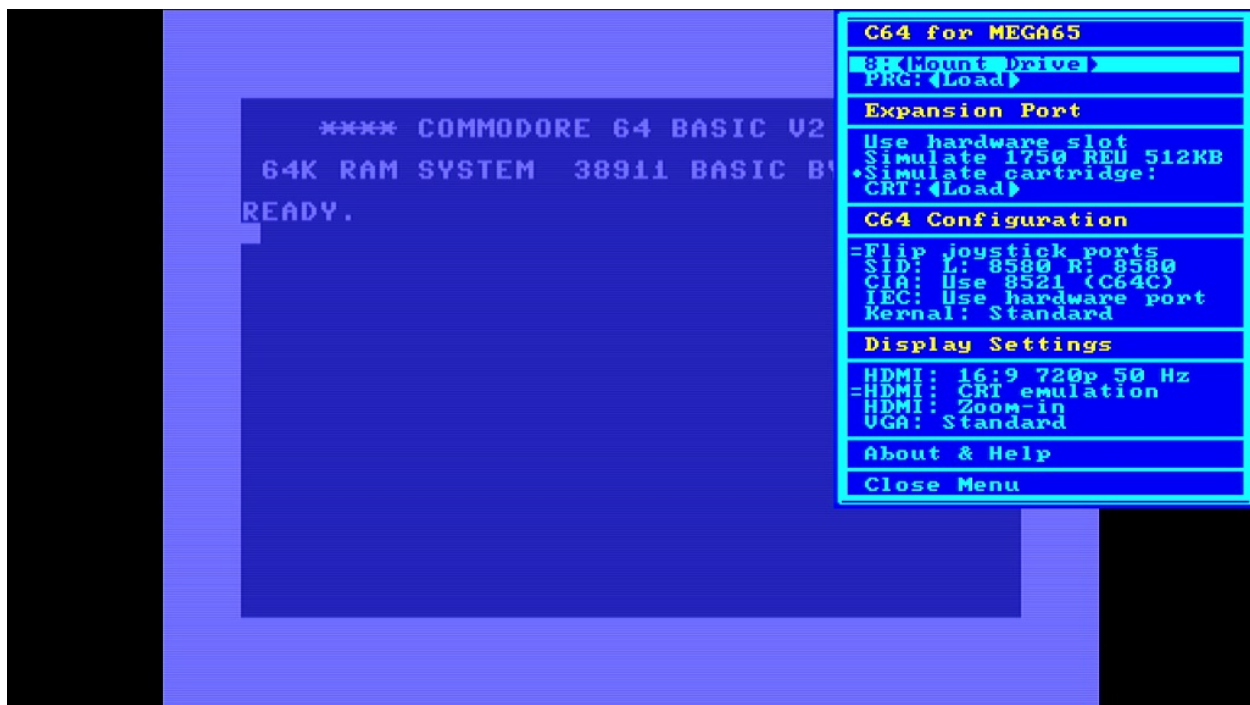 **** COMMODORE 64 BASIC V2
64K RAM SYSTEM 38911 BASIC BY
READY.
C64 for MEGA65
8:◀Mount Drive▶
PRG:◀Load▶
Expansion Port
Use hardware slot
Simulate 1750 REU 512KB
•Simulate cartridge:
CRT:◀Load▶
C64 Configuration
=Flip joystick ports
SID: L: 8580 R: 8580
CIA: Use 8521 (C64C)
IEC: Use hardware port
Kernal: Standard
Display Settings
HDMI: 16:9 720p 50 Hz
=HDMI: CRT emulation
HDMI: Zoom-in
VGA: Standard
About & Help
Close Menu